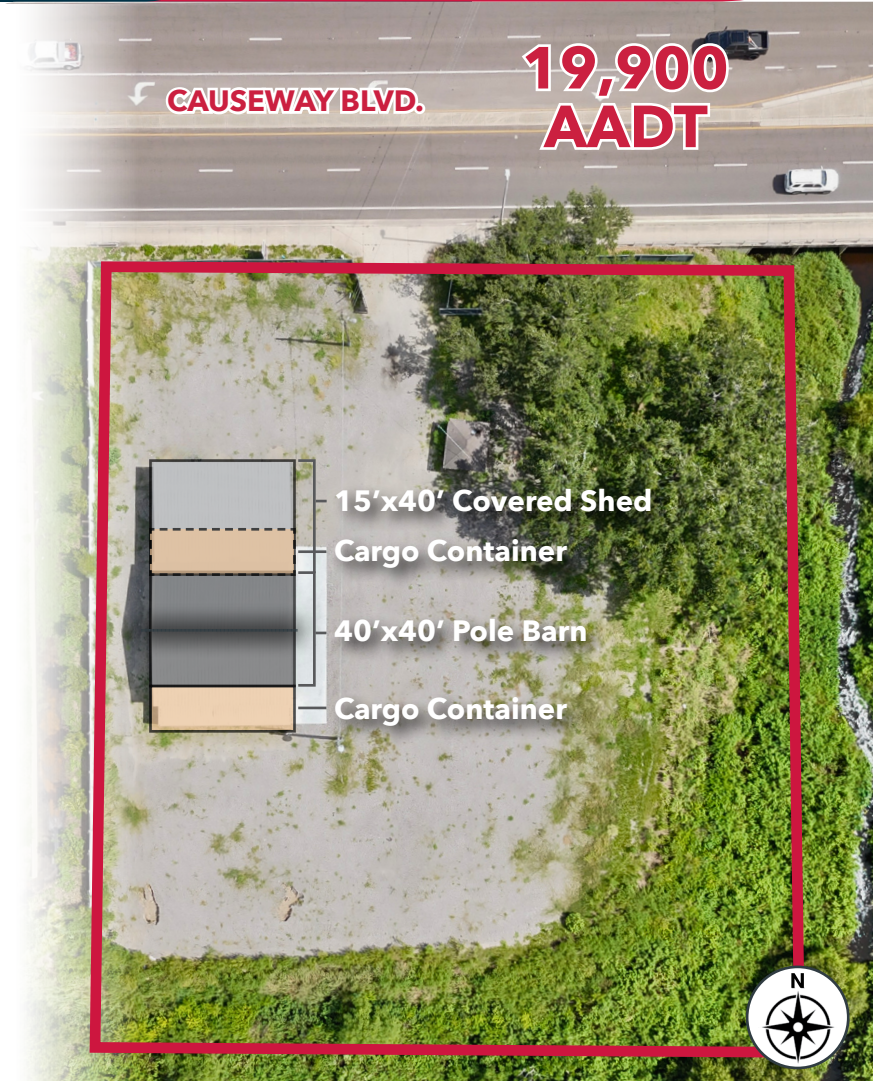 19,900
AADT
CAUSEWAY BLVD.
15’x40’ Covered Shed
Cargo Container
40’x40’ Pole Barn
Cargo Container
N